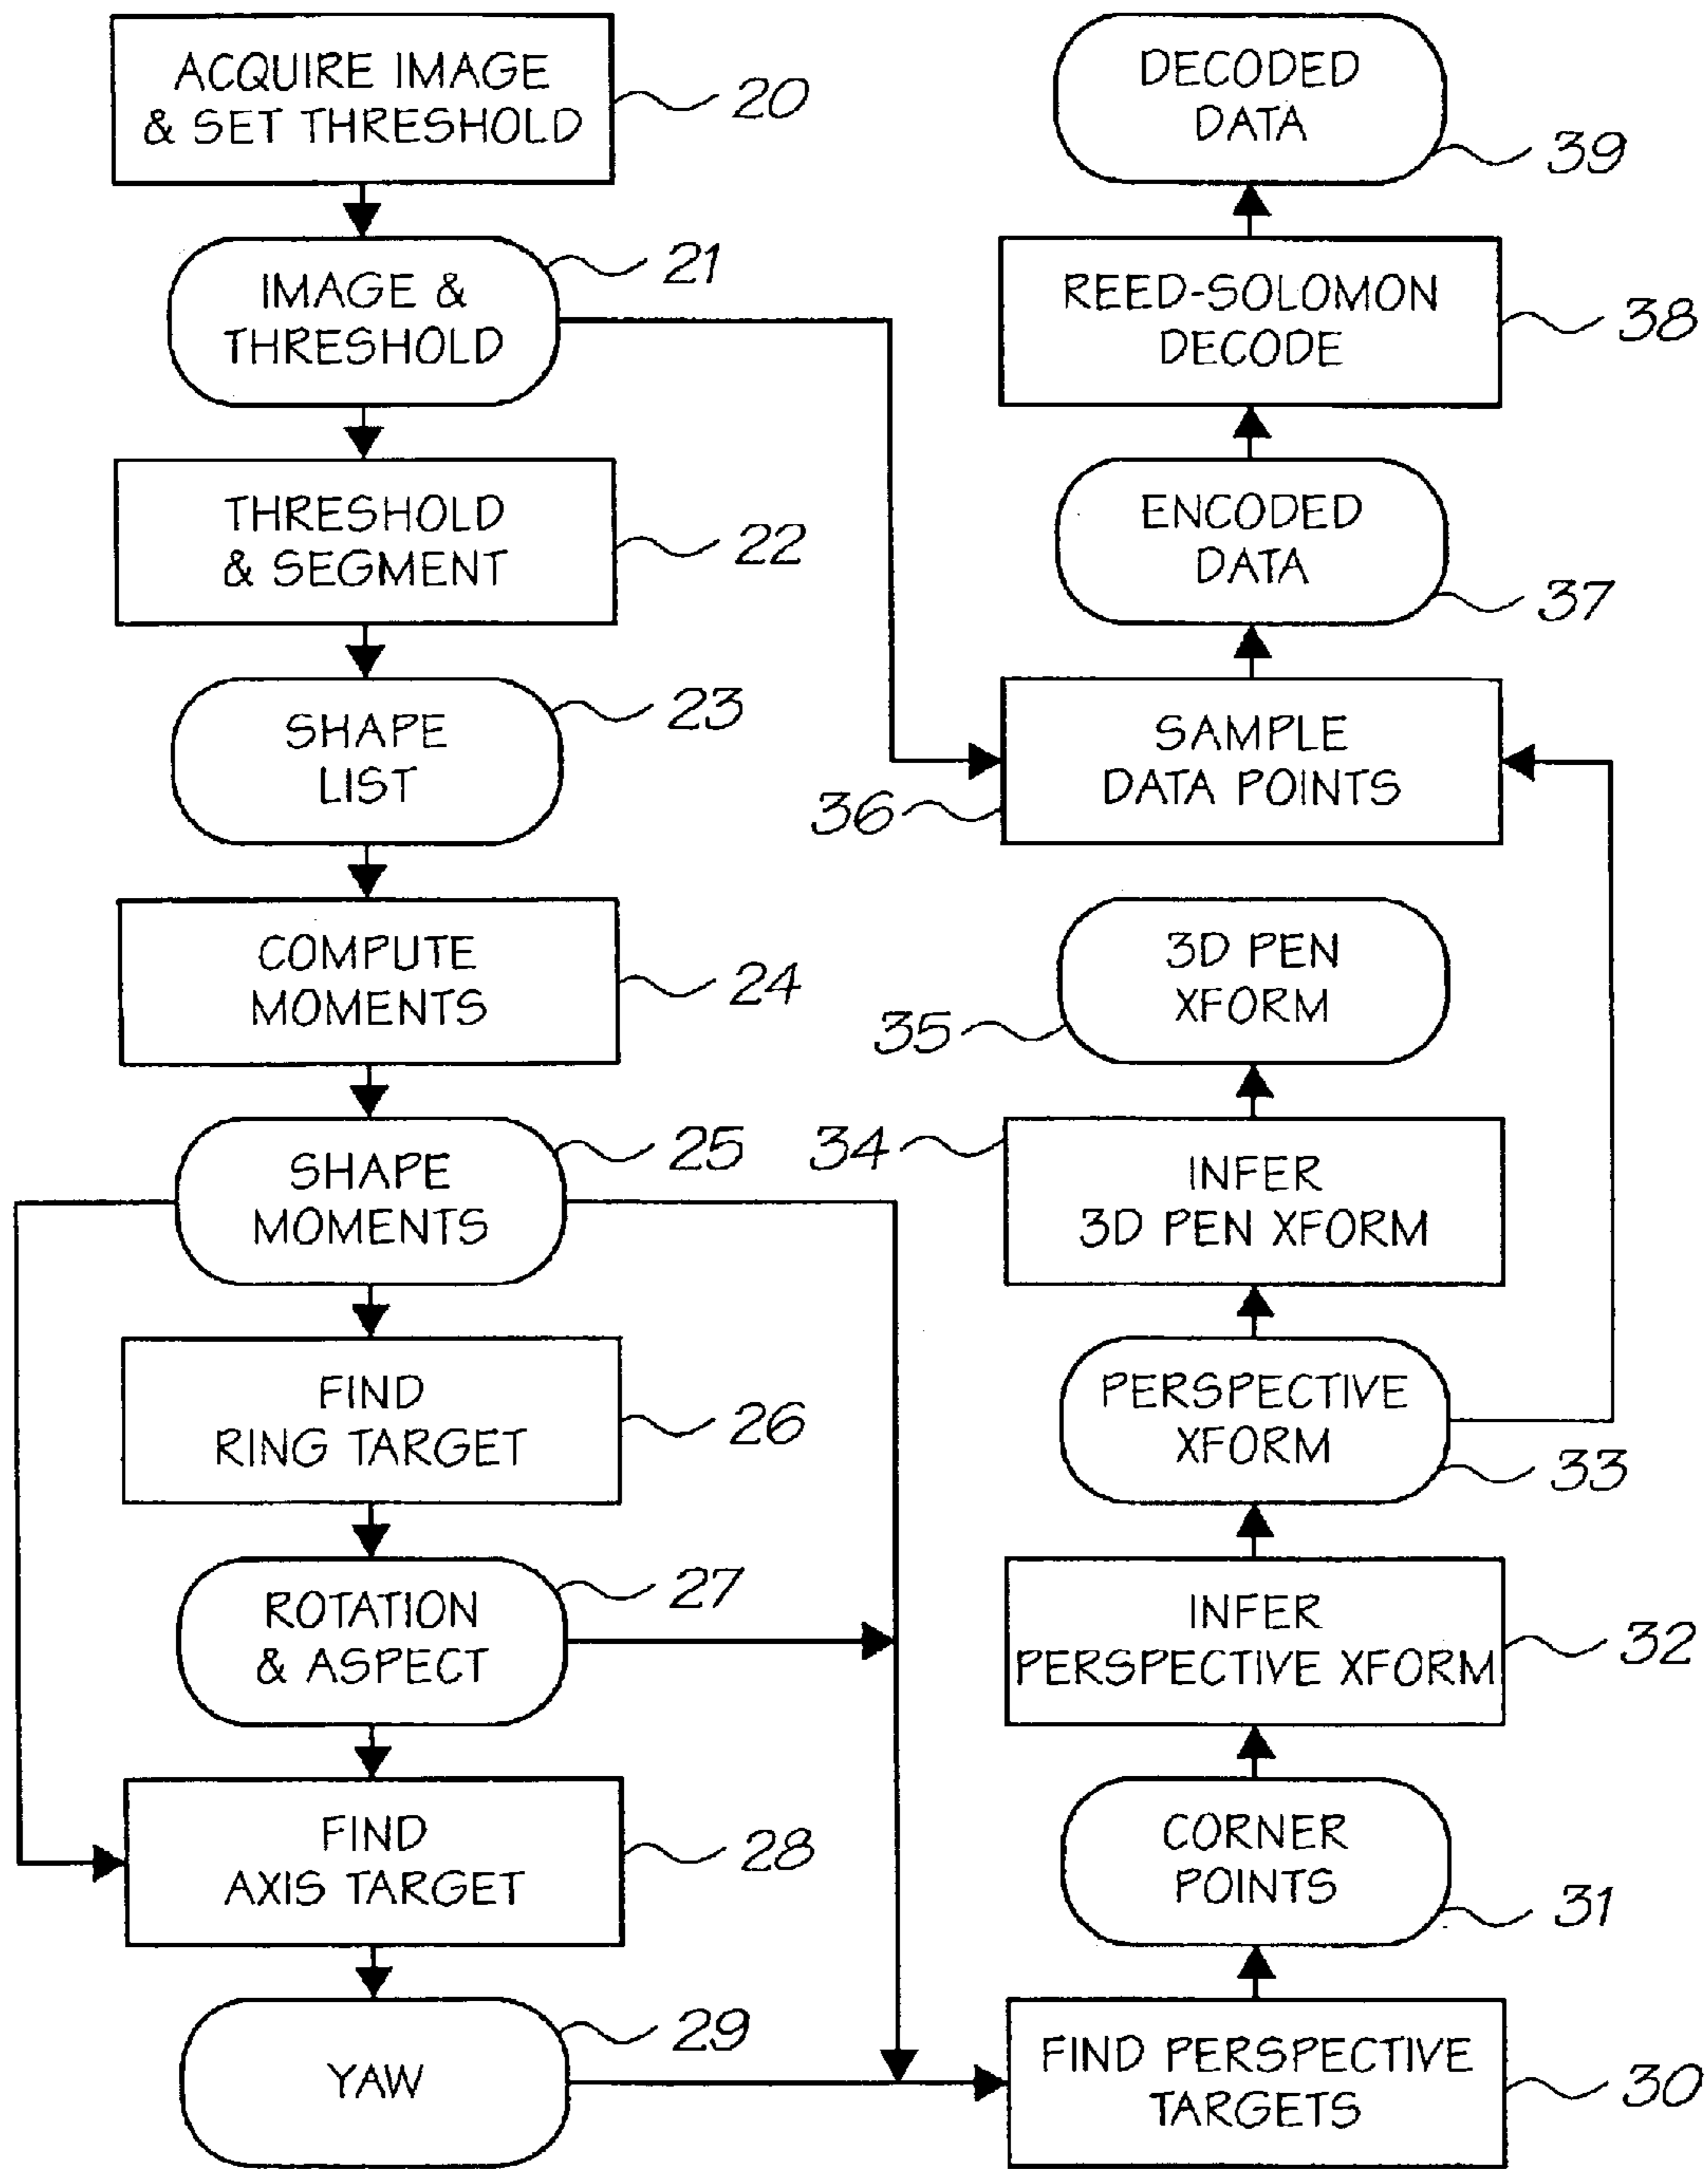 ACQUIRE IMAGE
& SET THRESHOLD
20
IMAGE &
THRESHOLD
21
THRESHOLD
& SEGMENT
22
SHAPE
LIST
23
COMPUTE
MOMENTS
24
SHAPE
MOMENTS
25
FIND
RING TARGET
26
ROTATION
& ASPECT
27
FIND
AXIS TARGET
28
YAW
29
FIND PERSPECTIVE
TARGETS
30
CORNER
POINTS
31
INFER
PERSPECTIVE XFORM
32
PERSPECTIVE
XFORM
33
INFER
3D PEN XFORM
34
3D PEN
XFORM
35
SAMPLE
DATA POINTS
36
ENCODED
DATA
37
REED-SOLOMON
DECODE
38
DECODED
DATA
39